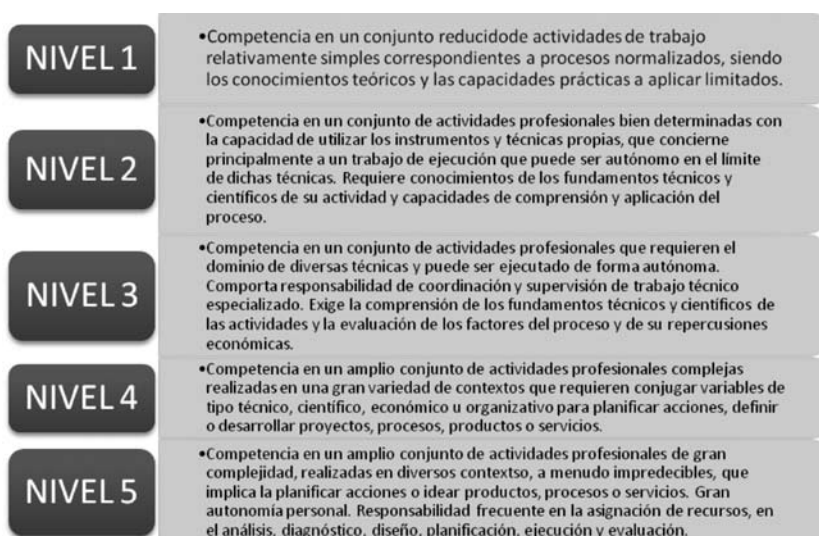 NIVEL 1
•Competencia en un conjunto reducidode actividades de trabajo
relativamente simples correspondientes a procesos normalizados, siendo
los conocimientos teóricos y las capacidades prácticas a aplicar limitados.
NIVEL 2
•Competencia en un conjunto de actividades profesionales bien determinadas con
la capacidad de utilizar los instrumentos y técnicas propias, que concierne
principalmente a un trabajo de ejecución que puede ser autónomo en el límite
de dichas técnicas. Requiere conocimientos de los fundamentos técnicos y
científicos de su actividad y capacidades de comprensión y aplicación del
proceso.
NIVEL 3
•Competencia en un conjunto de actividades profesionales que requieren el
dominio de diversas técnicas y puede ser ejecutado de forma autónoma.
Comporta responsabilidad de coordinación y supervisión de trabajo técnico
especializado. Exige la comprensión de los fundamentos técnicos y científicos de
las actividades y la evaluación de los factores del proceso y de su repercusiones
económicas.
NIVEL 4
•Competencia en un amplio conjunto de actividades profesionales complejas
realizadas en una gran variedad de contextos que requieren conjugar variables de
tipo técnico, científico, económico u organizativo para planificar acciones, definir
o desarrollar proyectos, procesos, productos o servicios.
NIVEL 5
•Competencia en un amplio conjunto de actividades profesionales de gran
complejidad, realizadas en diversos contextso, a menudo impredecibles, que
implica la planificar acciones o idear productos, procesos o servicios. Gran
autonomía personal. Responsabilidad frecuente en la asignación de recursos, en
el análisis, diagnóstico, diseño, planificación, ejecución y evaluación.